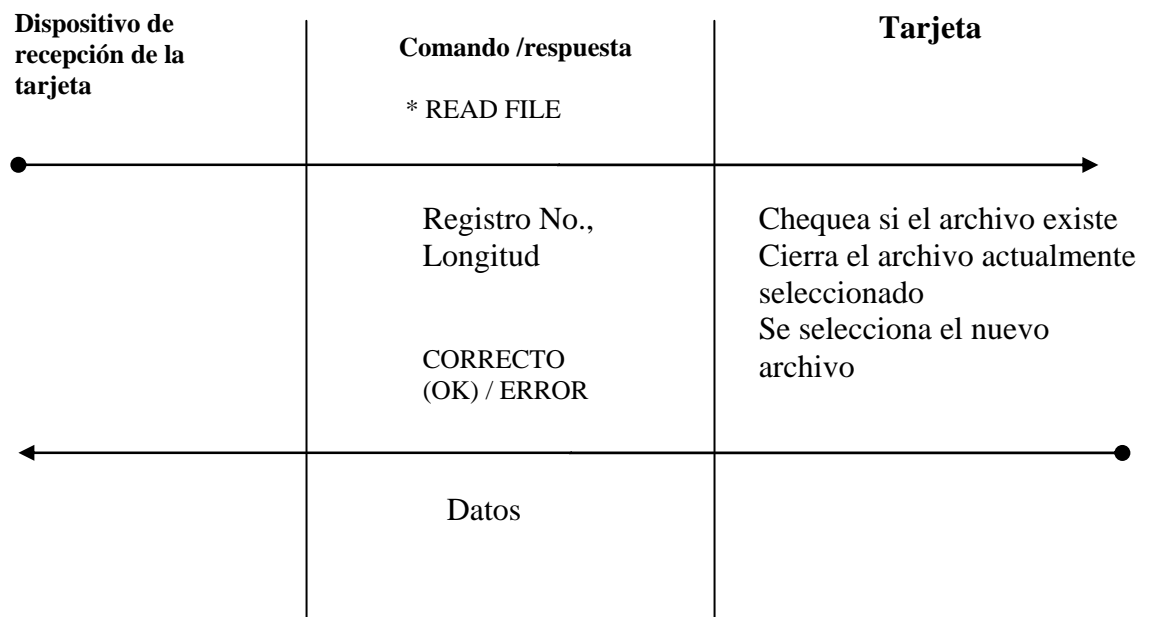 Dispositivo de
recepción de la
tarjeta
Comando /respuesta
Tarjeta
* READ FILE
Registro No.,
Longitud
Chequea si el archivo existe
Cierra el archivo actualmente
seleccionado
Se selecciona el nuevo
archivo
CORRECTO
(OK) / ERROR
Datos